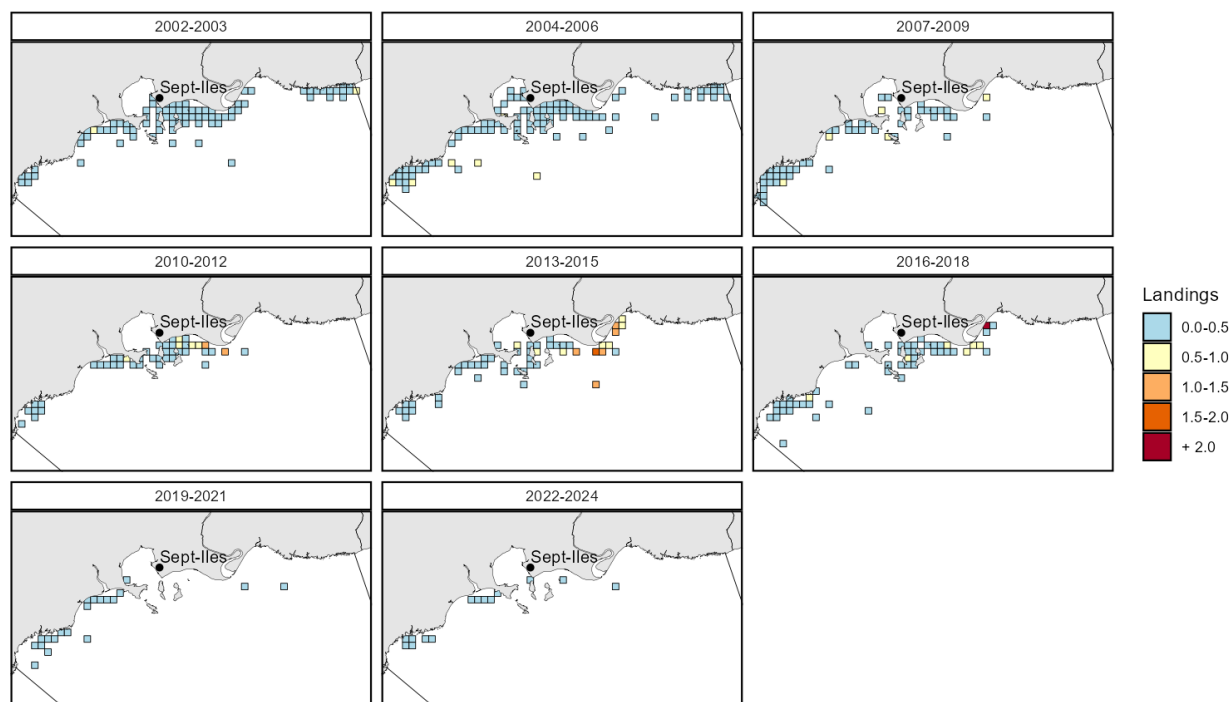 2002-2003
2004-2006
2007-2009
Sept-Iles
Sept-Iles
Sept-Iles
2010-2012
2013-2015
2016-2018
Sept-Iles
Sept-Iles
Sept-Iles
Landings
0.0-0.5
0.5-1.0
1.0-1.5
1.5-2.0
+ 2.0
2019-2021
2022-2024
Sept-Iles
Sept-Iles